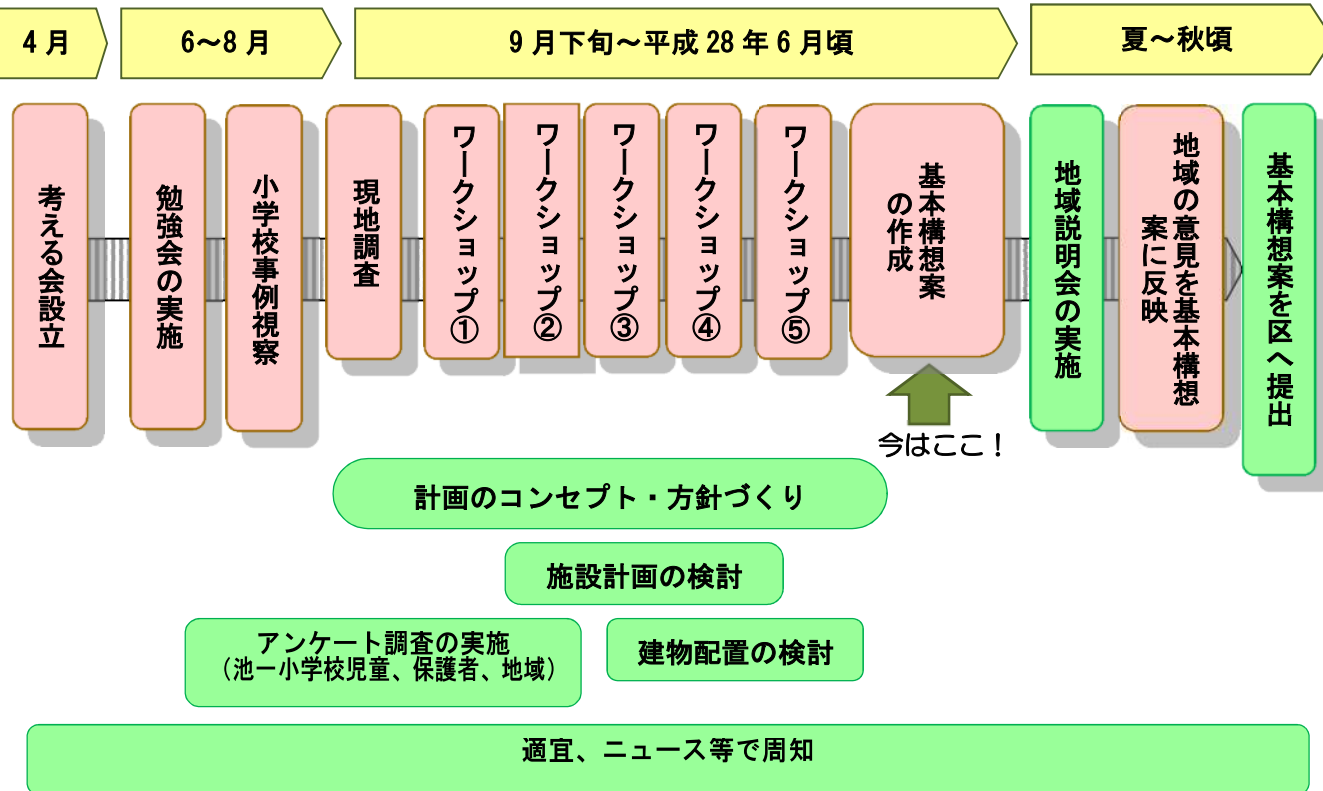 4月
6～8月
9月下旬～平成28年6月頃
夏～秋頃
考える会設立
勉強会の実施
小学校事例視察
現地調査
ワークショップ①
ワークショップ②
ワークショップ③
ワークショップ④
ワークショップ⑤
基本構想案
の作成
地域説明会の実施
地域の意見を基本構想
案に反映
基本構想案を区へ提出
今はここ！
計画のコンセプト・方針づくり
施設計画の検討
アンケート調査の実施
（池一小学校児童、保護者、地域）
建物配置の検討
適宜、ニュース等で周知